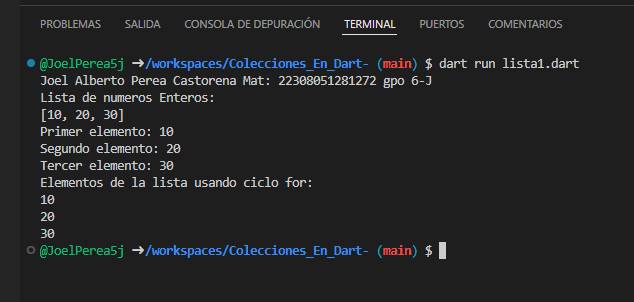 PROBLEMAS SALIDA CONSOLA DE DEPURACIÓN TERMINAL PUERTOS COMENTARIOS
@JoelPerea5j ➜/workspaces/Colecciones_En_Dart- (main) $ dart run lista1.dart
Joel Alberto Perea Castorena Mat: 22308051281272 gpo 6-J
Lista de numeros Enteros:
[10, 20, 30]
Primer elemento: 10
Segundo elemento: 20
Tercer elemento: 30
Elementos de la lista usando ciclo for:
10
20
30
@JoelPerea5j ➜/workspaces/Colecciones_En_Dart- (main) $